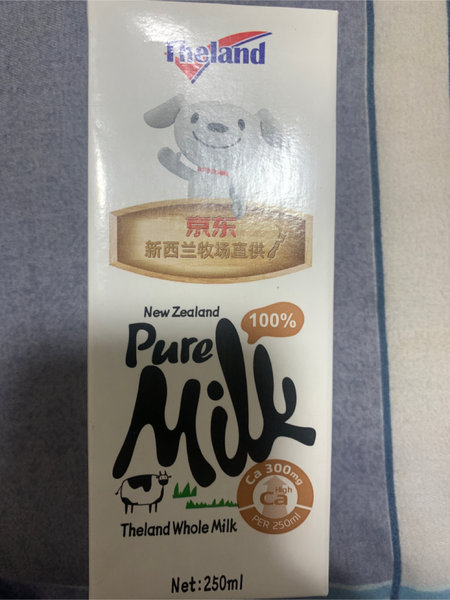 Theland
京东
新西兰牧场直供
New Zealand
100%
Pure
Milk
Ca 300mg
High
Ca
PER 250ml
Theland Whole Milk
Net:250ml